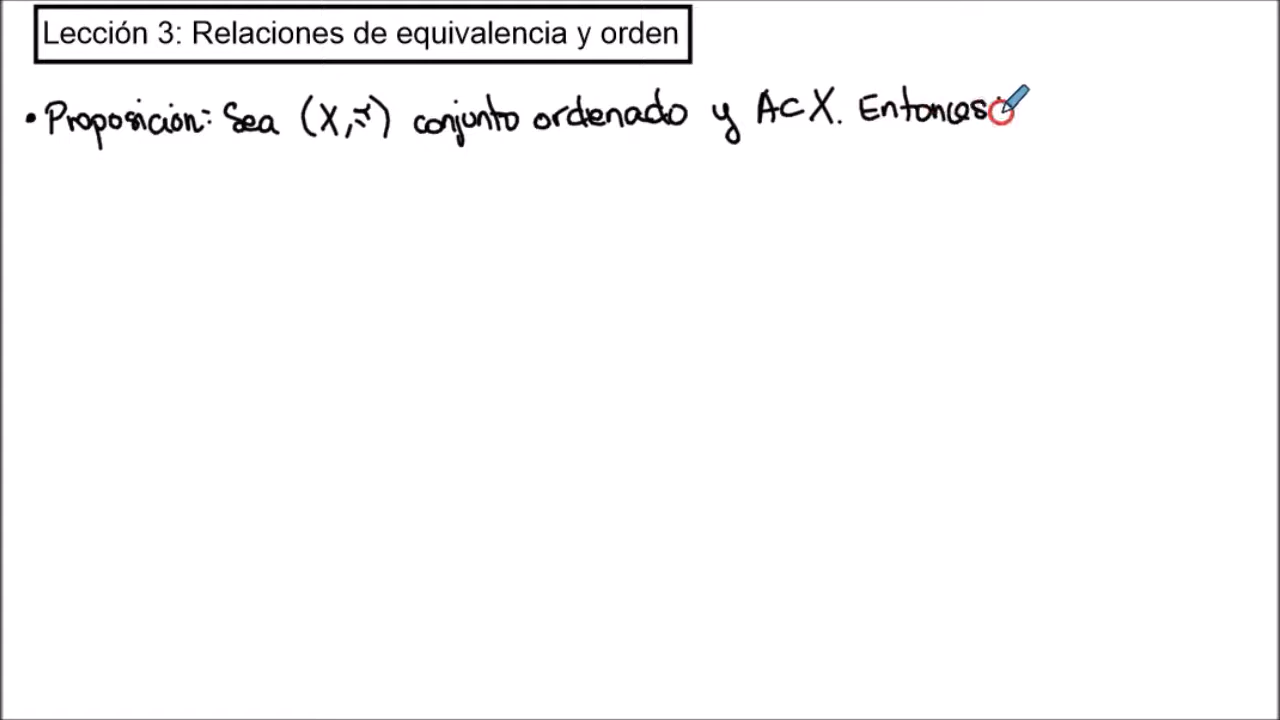 Lección 3: Relaciones de equivalencia y orden
• Proposición: Sea (X,≼) conjunto ordenado y A⊂X. Entonces: